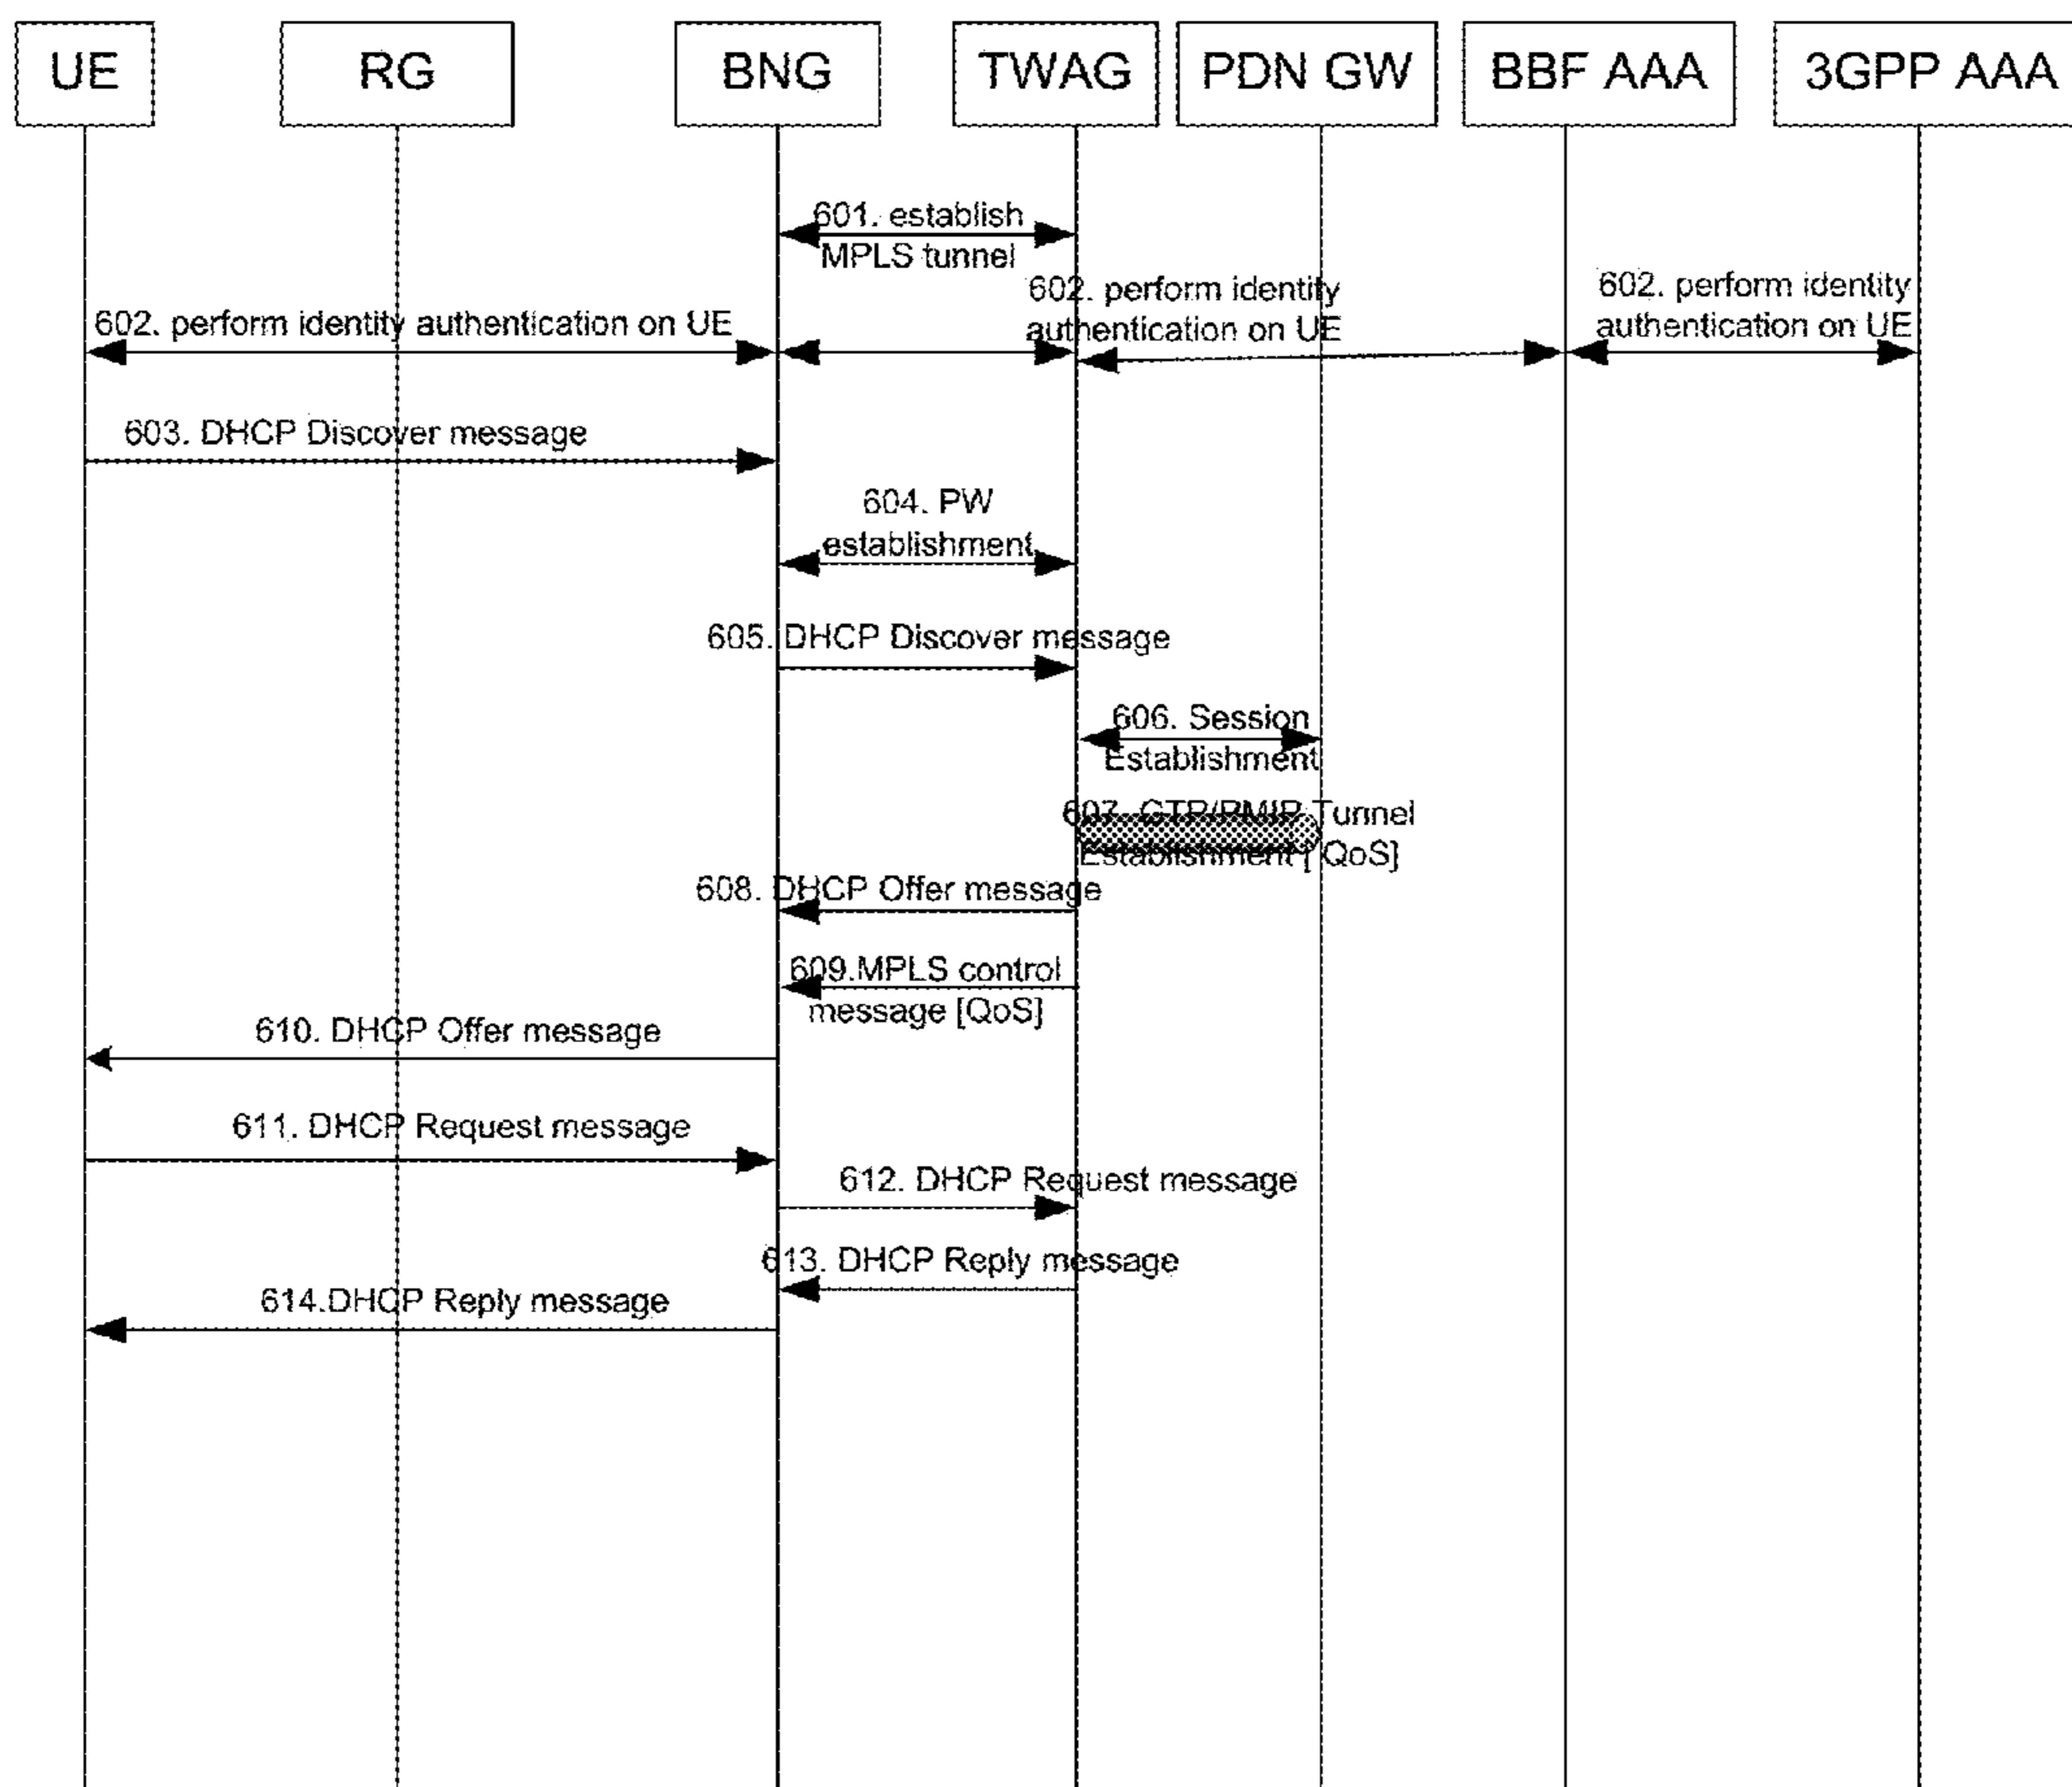 UE
RG
BNG
TWAG
PDN GW
BBF AAA
3GPP AAA
601. establish
MPLS tunnel
602. perform identity authentication on UE
602. perform identity
authentication on UE
602. perform identity
authentication on UE
603. DHCP Discover message
604. PW
establishment
605. DHCP Discover message
606. Session
Establishment
607. GTP/PMIP Tunnel
Establishment [ QoS]
608. DHCP Offer message
609.MPLS control
message [QoS]
610. DHCP Offer message
611. DHCP Request message
612. DHCP Request message
613. DHCP Reply message
614.DHCP Reply message